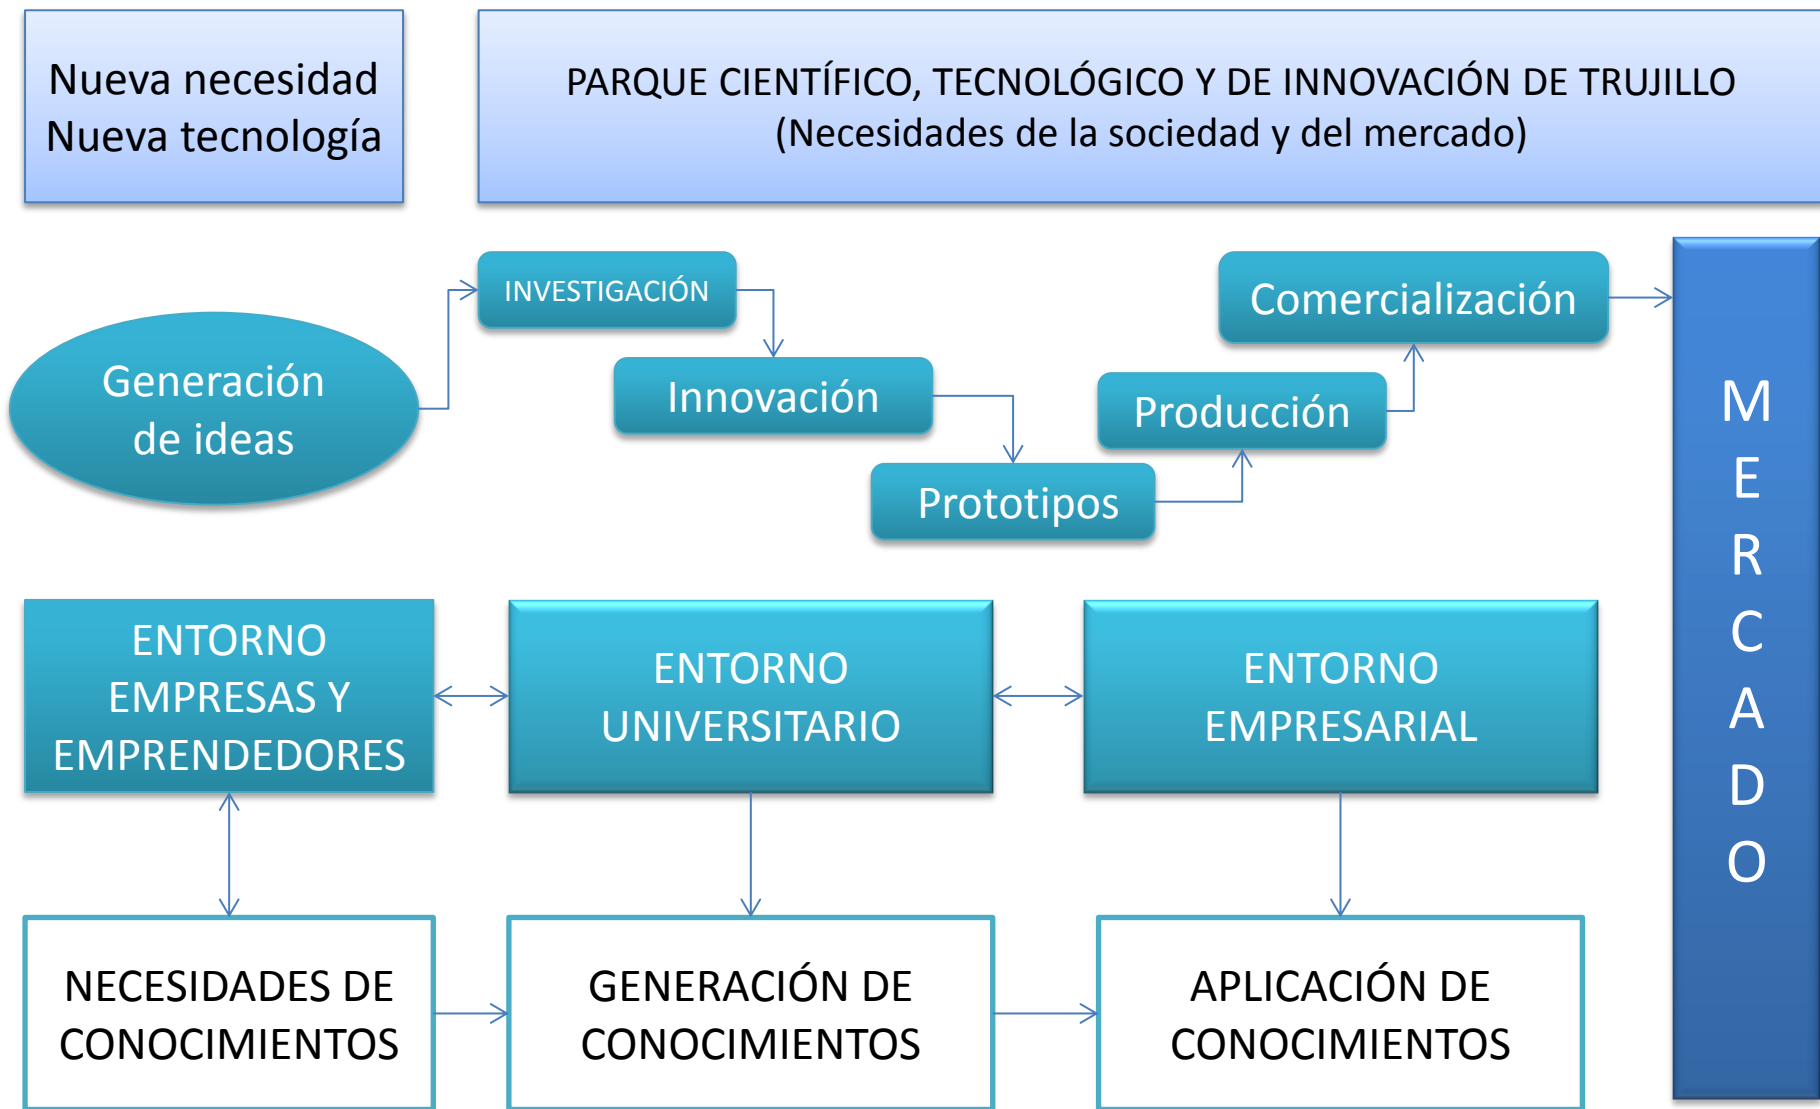 Nueva necesidad
Nueva tecnología
PARQUE CIENTÍFICO, TECNOLÓGICO Y DE INNOVACIÓN DE TRUJILLO
(Necesidades de la sociedad y del mercado)
Generación
de ideas
INVESTIGACIÓN
Innovación
Prototipos
Producción
Comercialización
M
E
R
C
A
D
O
ENTORNO
EMPRESAS Y
EMPRENDEDORES
ENTORNO
UNIVERSITARIO
ENTORNO
EMPRESARIAL
NECESIDADES DE
CONOCIMIENTOS
GENERACIÓN DE
CONOCIMIENTOS
APLICACIÓN DE
CONOCIMIENTOS